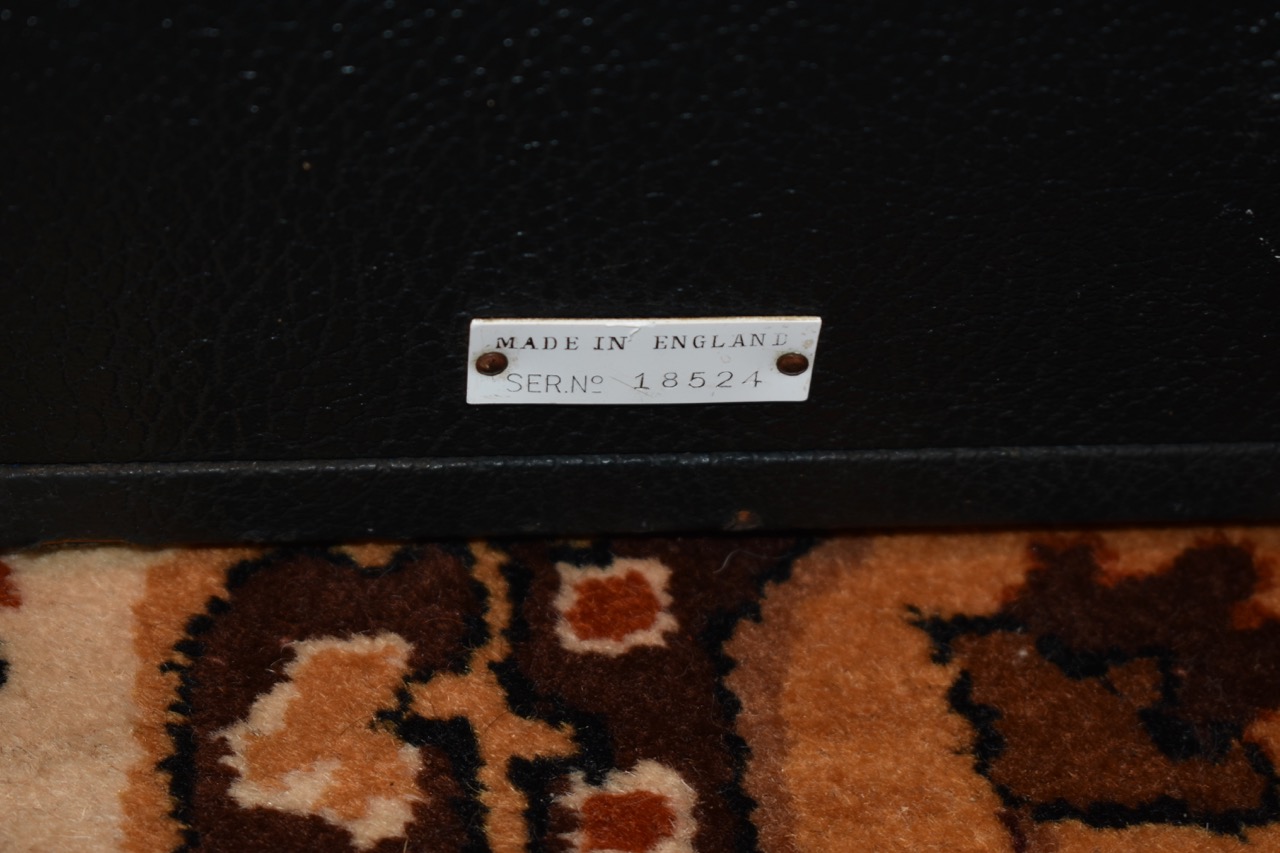 MADE IN ENGLAND
SER.Nº 18524